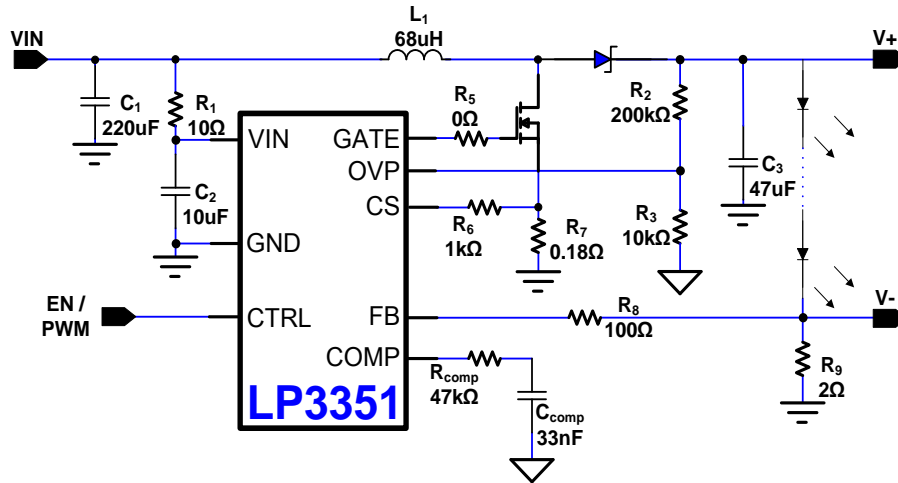 L1
68uH
VIN
V+
C1
220uF
R1
10Ω
R5
0Ω
R2
200kΩ
VIN
GATE
OVP
CS
C2
10uF
C3
47uF
R6
1kΩ
R7
0.18Ω
R3
10kΩ
GND
EN /
PWM
CTRL
FB
R8
100Ω
V-
COMP
Rcomp
47kΩ
R9
2Ω
LP3351
Ccomp
33nF